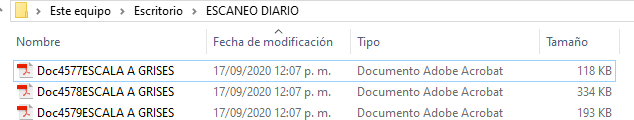 Este equipo > Escritorio > ESCANEO DIARIO
Nombre Fecha de modificación Tipo Tamaño
Doc4577ESCALA A GRISES 17/09/2020 12:07 p. m. Documento Adobe Acrobat 118 KB
Doc4578ESCALA A GRISES 17/09/2020 12:07 p. m. Documento Adobe Acrobat 334 KB
Doc4579ESCALA A GRISES 17/09/2020 12:07 p. m. Documento Adobe Acrobat 193 KB